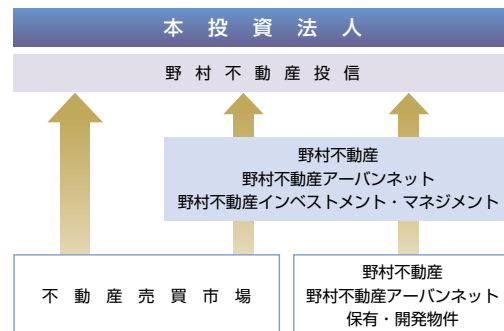 本投資法人
野村不動産投信
野村不動産
野村不動産アーバンネット
野村不動産インベストメント・マネジメント
不動産売買市場
野村不動産
野村不動産アーバンネット
保有・開発物件